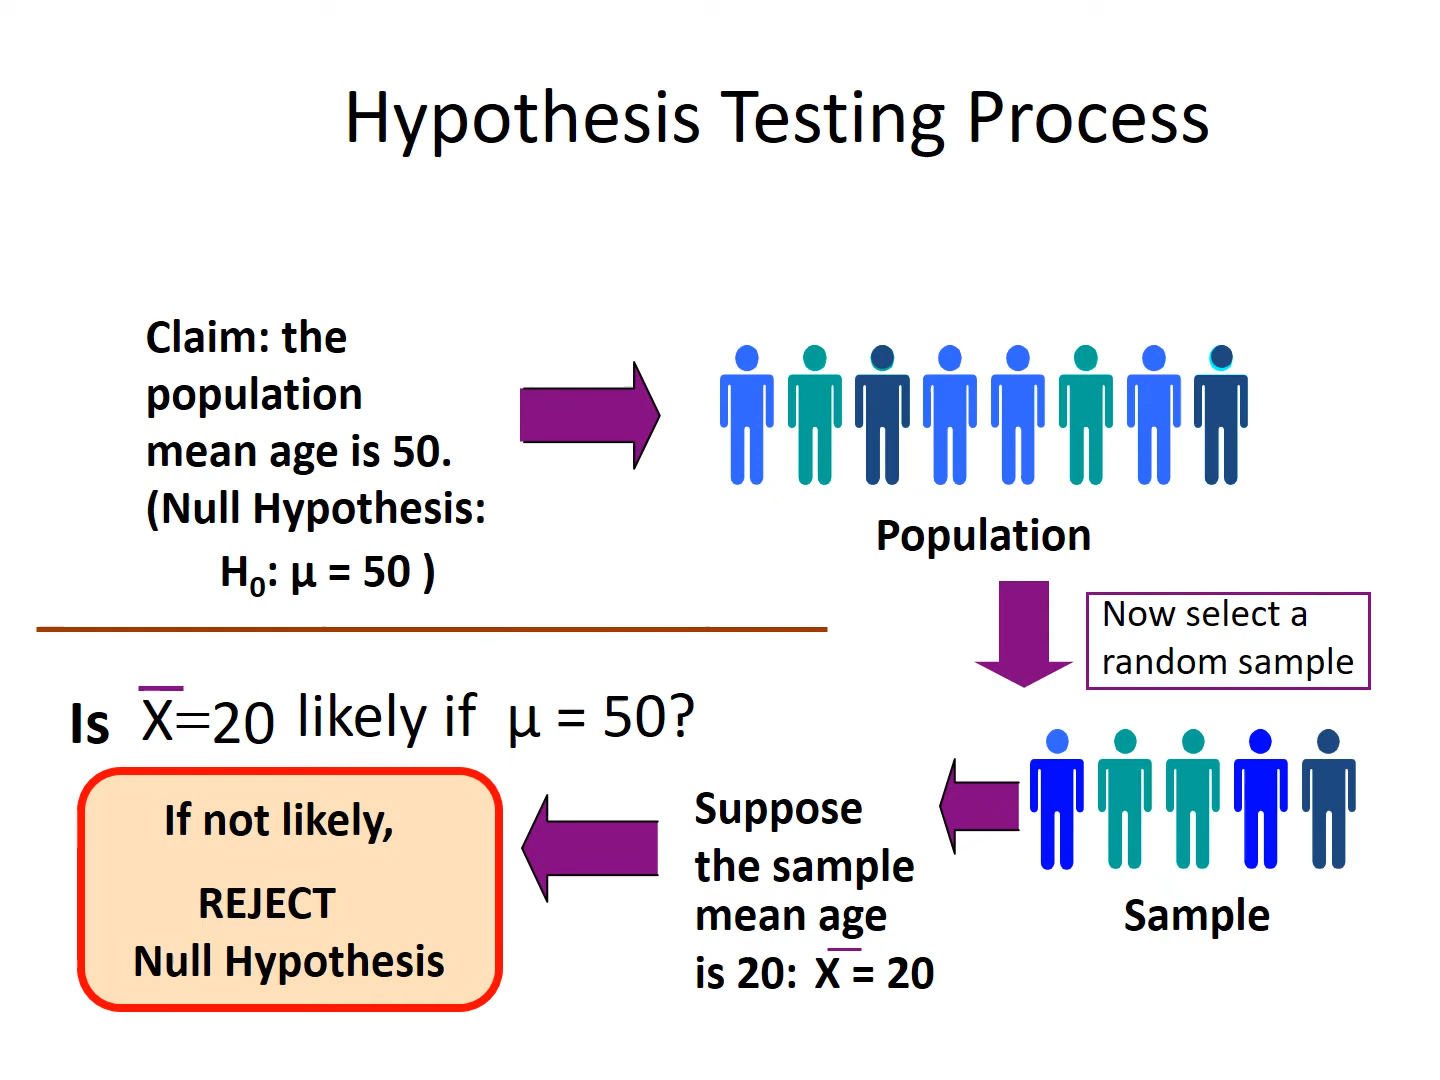 Hypothesis Testing Process
Claim: the
population
mean age is 50.
(Null Hypothesis:
H₀: μ = 50 )
Population
Now select a
random sample
Sample
Suppose
the sample
mean age
is 20: X̅ = 20
Is X̅=20 likely if μ = 50?
If not likely,
REJECT
Null Hypothesis